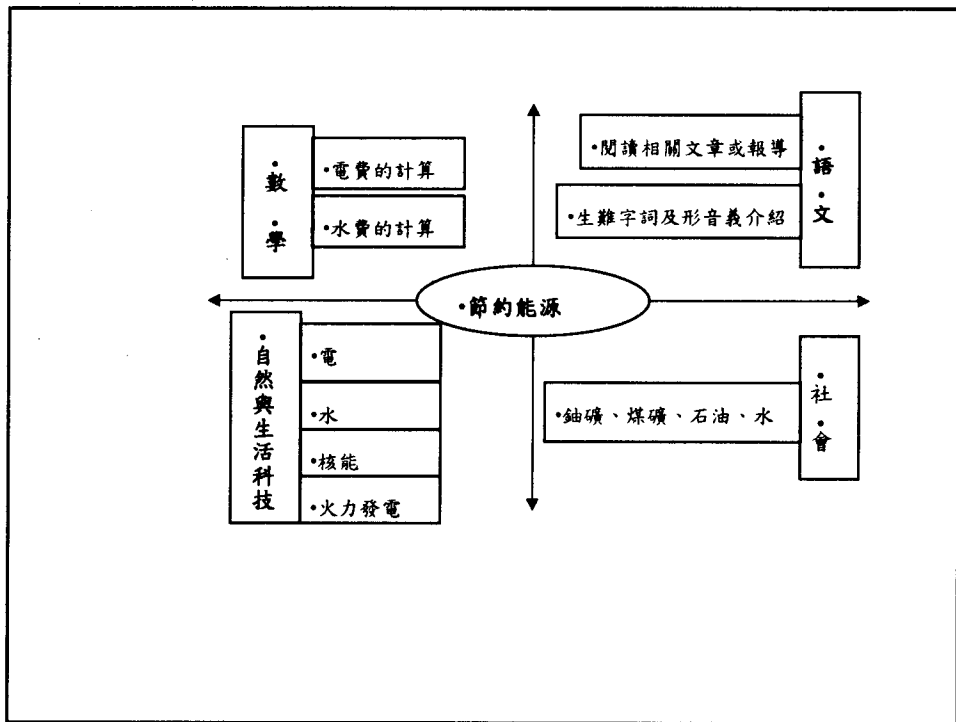 •數•學
•電費的計算
•水費的計算
•語•文
•閱讀相關文章或報導
•生難字詞及形音義介紹
•節約能源
•自然與生活科技
•電
•水
•核能
•火力發電
•社•會
•鈾礦、煤礦、石油、水